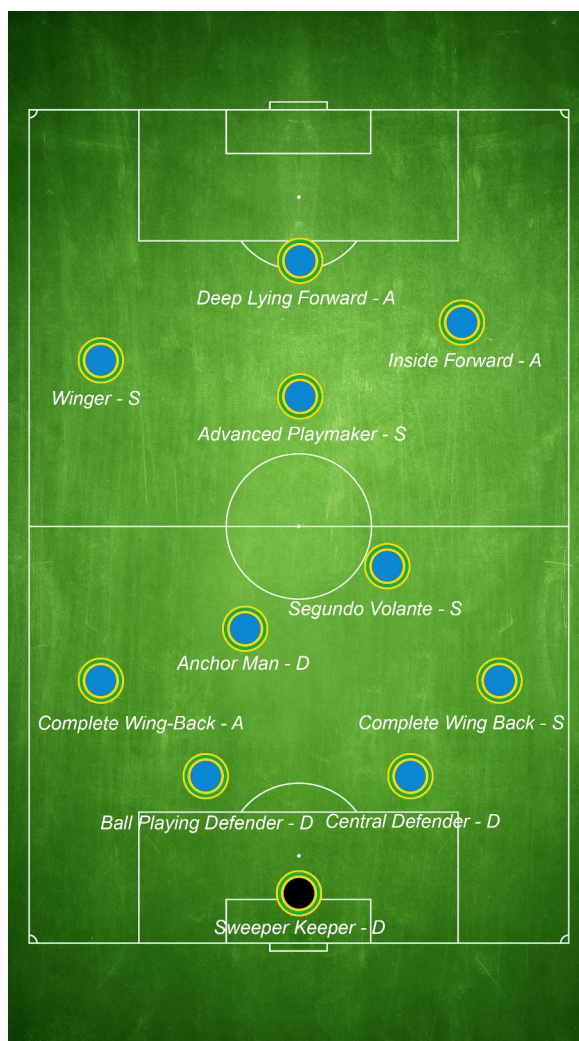 Deep Lying Forward - A
Inside Forward - A
Winger - S
Advanced Playmaker - S
Segundo Volante - S
Anchor Man - D
Complete Wing-Back - A
Complete Wing Back - S
Ball Playing Defender - D
Central Defender - D
Sweeper Keeper - D